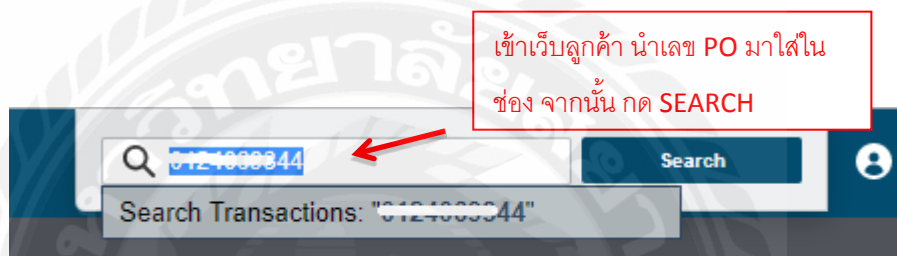 เข้าเว็บลูกค้า นำเลข PO มาใส่ใน
ช่อง จากนั้น กด SEARCH
Search
Search Transactions: "